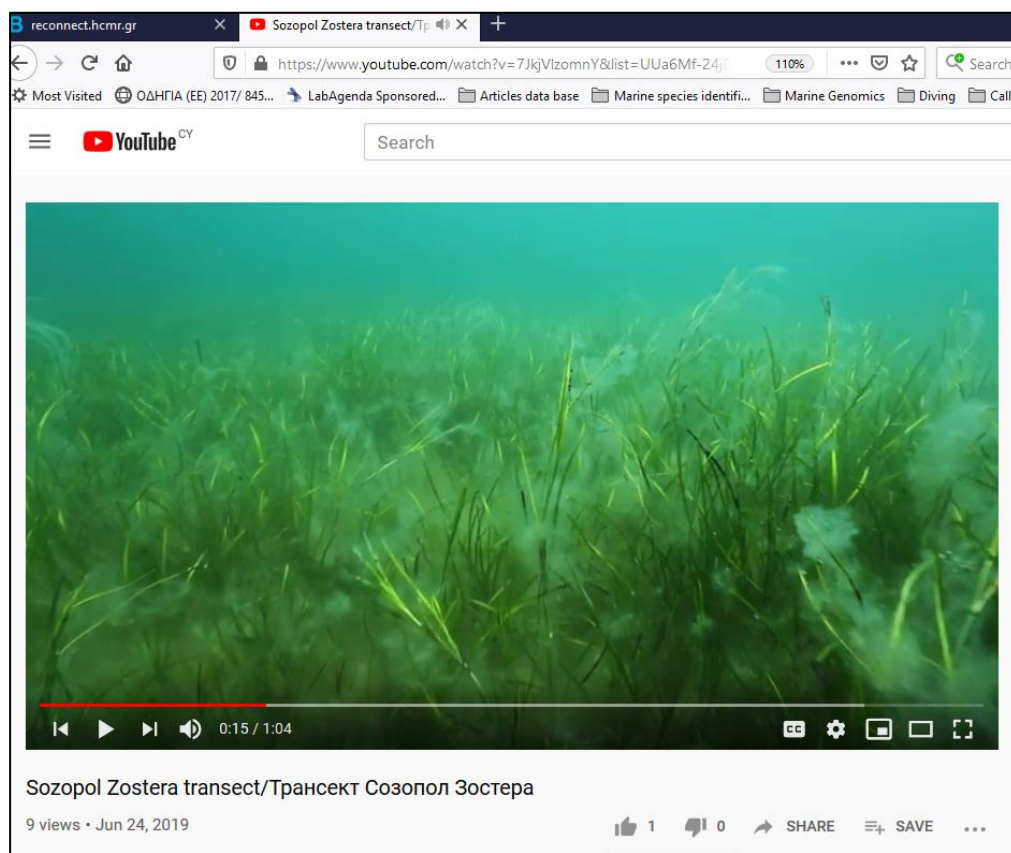 reconnect.hcmr.gr
Sozopol Zostera transect/Тр
https://www.youtube.com/watch?v=7JkjVlzomnY&list=UUa6Mf-24j
110%
Search
Most Visited ΟΔΗΓΙΑ (ΕΕ) 2017/ 845... LabAgenda Sponsored... Articles data base Marine species identifi... Marine Genomics Diving Call
YouTube CY
Search
0:15 / 1:04
CC
Sozopol Zostera transect/Трансект Созопол Зостера
9 views • Jun 24, 2019
1 0 SHARE SAVE